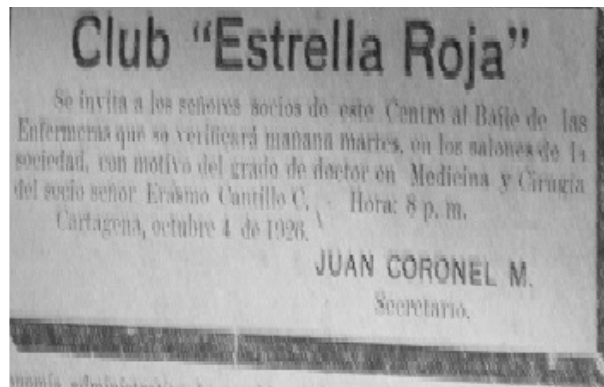 Club "Estrella Roja"
Se invita a los señores socios de este Centro al Baile de las
Enfermeras que se verificará mañana martes, en los salones de la
sociedad, con motivo del grado de doctor en Medicina y Cirugía
del socio señor Erasmo Cantillo C. Hora: 8 p. m.
Cartagena, octubre 4 de 1926.
JUAN CORONEL M.
Secretario.